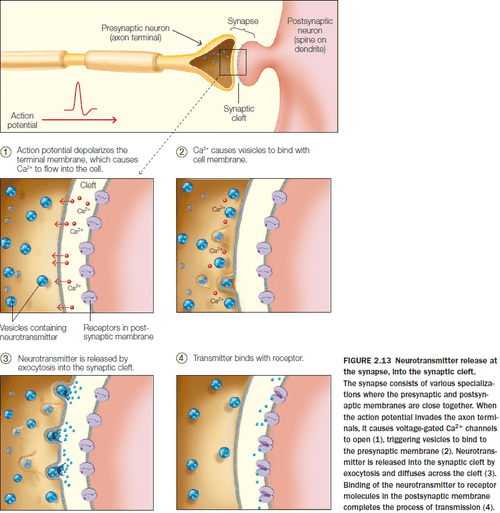 Presynaptic neuron
(axon terminal)
Synapse
Postsynaptic
neuron
(spine on
dendrite)
Synaptic
cleft
Action
potential
1 Action potential depolarizes the
terminal membrane, which causes
Ca2+ to flow into the cell.
2 Ca2+ causes vesicles to bind with
cell membrane.
Cleft
Ca2+
Ca2+
Ca2+
Ca2+
Ca2+
Ca2+
Vesicles containing
neurotransmitter
Receptors in post-
synaptic membrane
3 Neurotransmitter is released by
exocytosis into the synaptic cleft.
4 Transmitter binds with receptor.
FIGURE 2.13 Neurotransmitter release at
the synapse, into the synaptic cleft.
The synapse consists of various specializa-
tions where the presynaptic and postsyn-
aptic membranes are close together. When
the action potential invades the axon termi-
nals, it causes voltage-gated Ca2+ channels
to open (1), triggering vesicles to bind to
the presynaptic membrane (2). Neurotrans-
mitter is released into the synaptic cleft by
exocytosis and diffuses across the cleft (3).
Binding of the neurotransmitter to receptor
molecules in the postsynaptic membrane
completes the process of transmission (4).